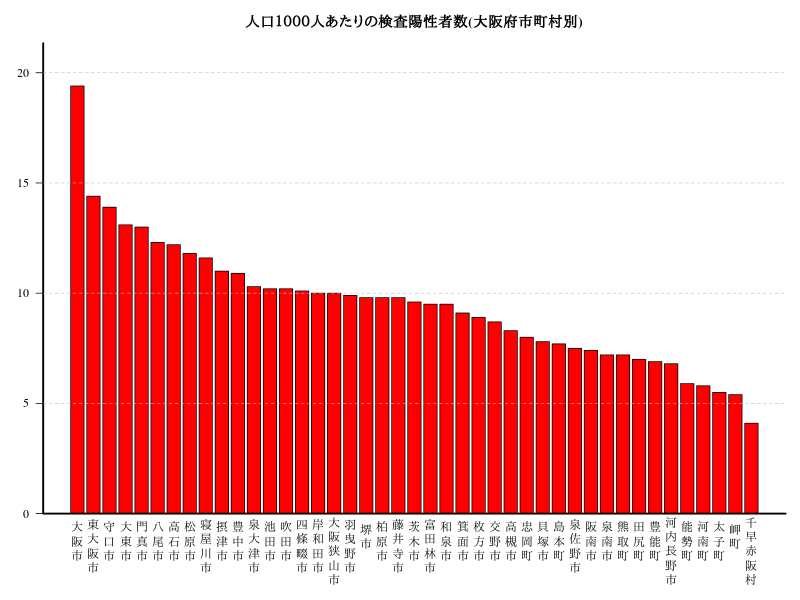 人口1000人あたりの検査陽性者数(大阪府市町村別)
20
15
10
5
0
大阪市
東大阪市
守口市
大東市
門真市
八尾市
高石市
松原市
寝屋川市
摂津市
豊中市
泉大津市
池田市
吹田市
四條畷市
岸和田市
大阪狭山市
羽曳野市
堺市
柏原市
藤井寺市
茨木市
富田林市
和泉市
箕面市
枚方市
交野市
高槻市
忠岡町
貝塚市
島本町
泉佐野市
阪南市
泉南市
熊取町
田尻町
豊能町
河内長野市
能勢町
河南町
太子町
岬町
千早赤阪村